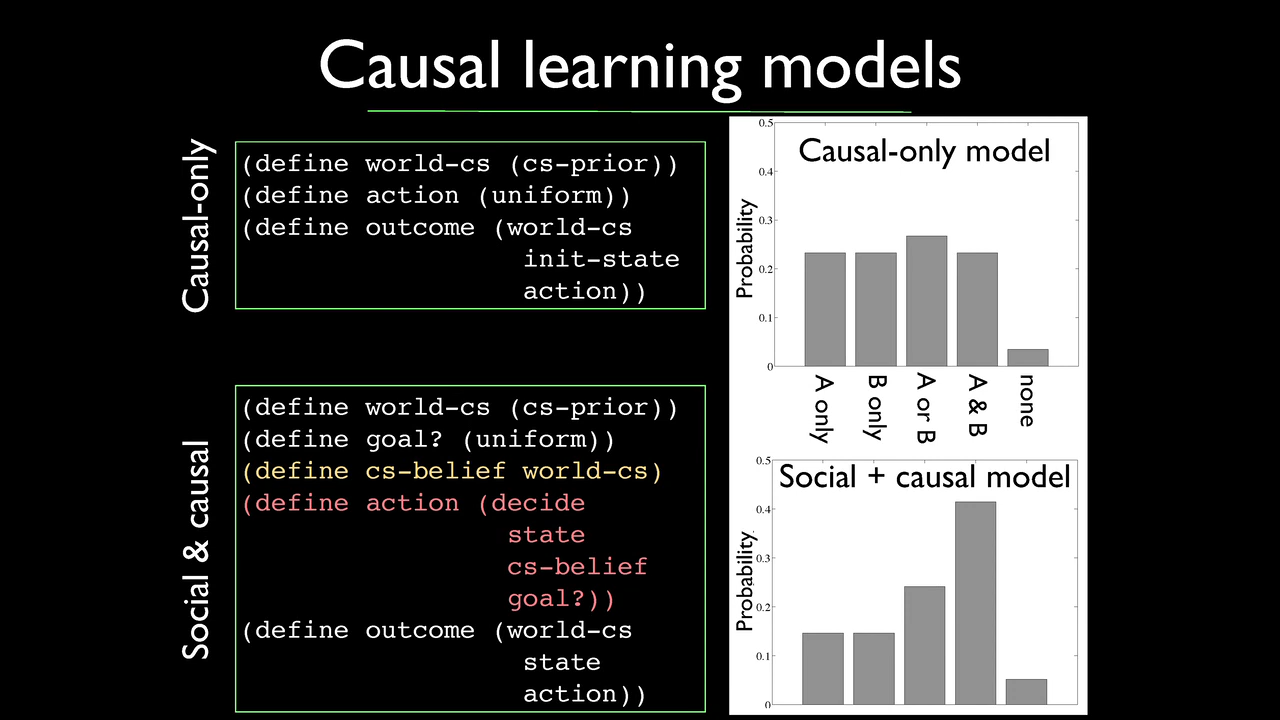 Causal learning models
Causal-only
(define world-cs (cs-prior))
(define action (uniform))
(define outcome (world-cs
init-state
action))
Causal-only model
Probability
0.5
0.4
0.3
0.2
0.1
0
A only
B only
A or B
A & B
none
Social & causal
(define world-cs (cs-prior))
(define goal? (uniform))
(define cs-belief world-cs)
(define action (decide
state
cs-belief
goal?))
(define outcome (world-cs
state
action))
Social + causal model
Probability
0.5
0.4
0.3
0.2
0.1
0